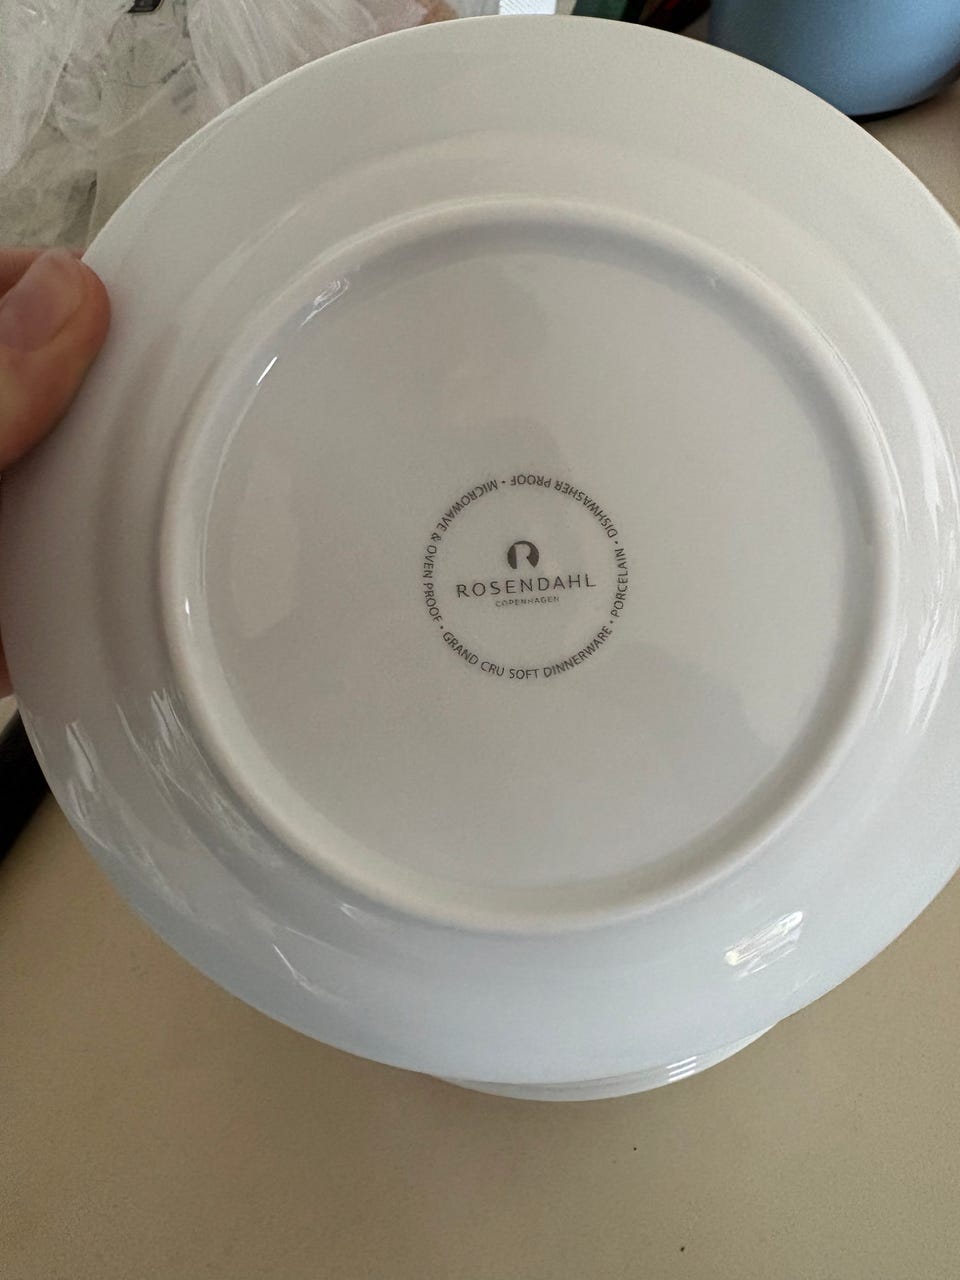 ROSENDAHL
COPENHAGEN
GRAND CRU SOFT DINNERWARE • PORCELAIN • DISHWASHER PROOF • MICROWAVE & OVEN PROOF •